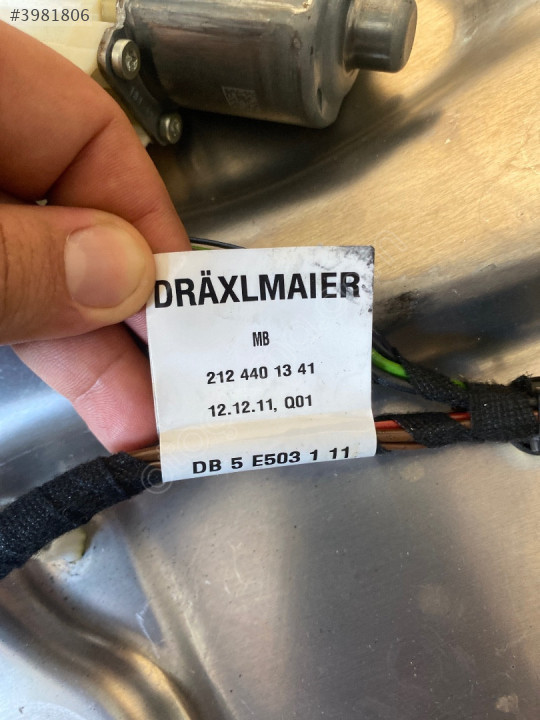 #3981806
DRÄXLMAIER
MB
212 440 13 41
12.12.11, Q01
DB 5 E503 1 11